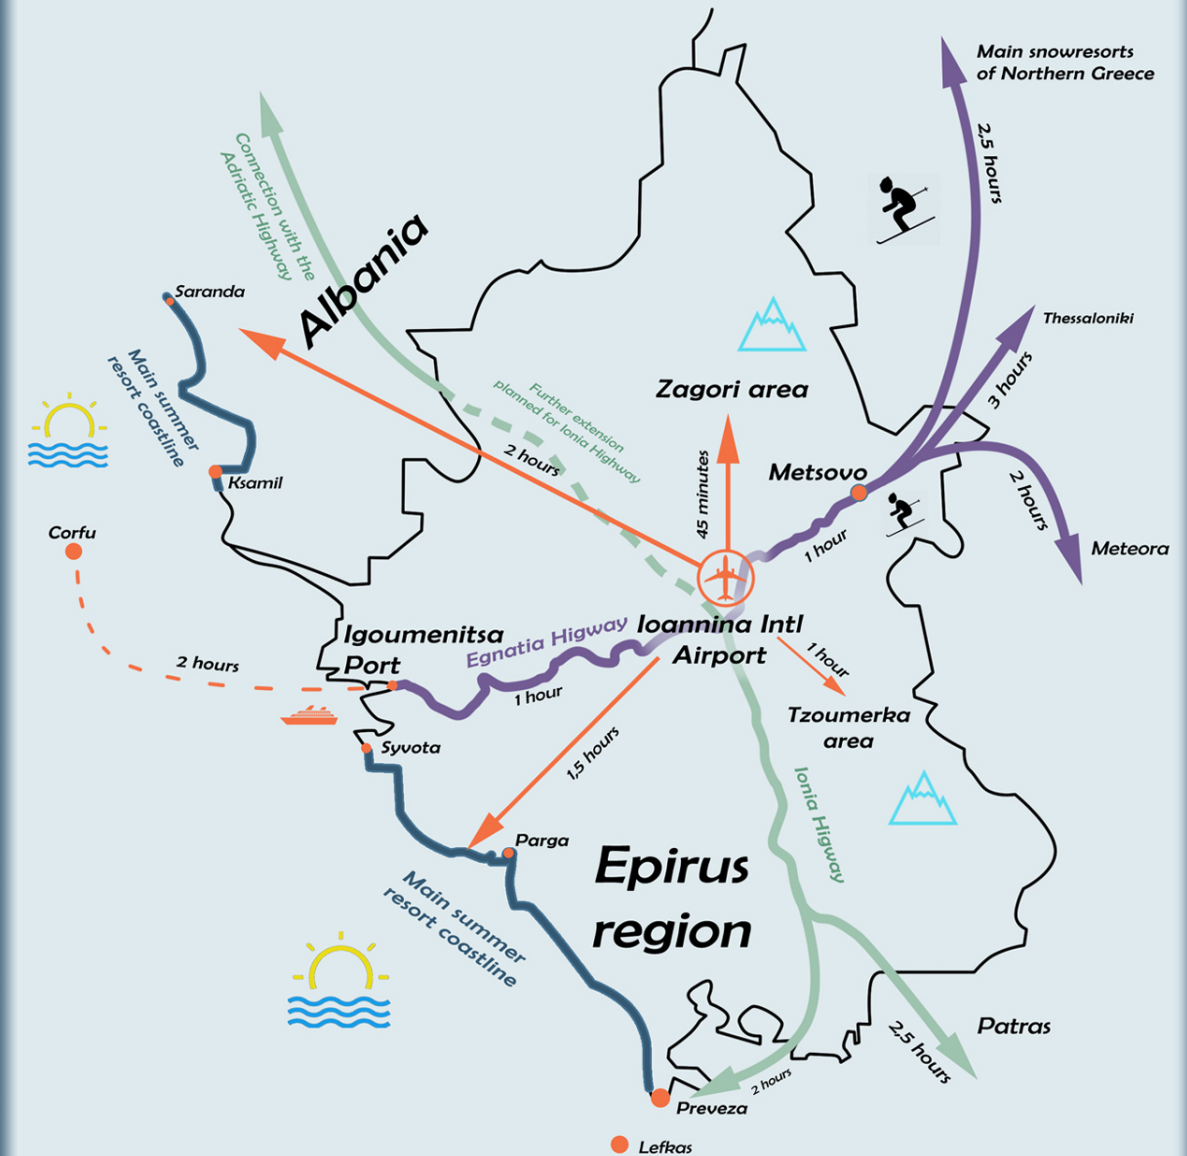 Main snowresorts
of Northern Greece
2,5 hours
Connection with the
Adriatic Highway
Albania
Saranda
Main summer
resort coastline
Ksamil
Thessaloniki
3 hours
Zagori area
Further extension
planned for Ionia Highway
2 hours
45 minutes
Metsovo
1 hour
2 hours
Meteora
Corfu
2 hours
Igoumenitsa
Port
Egnatia Higway
1 hour
Ioannina Intl
Airport
1 hour
Tzoumerka
area
Syvota
1,5 hours
Ionia Highway
Parga
Main summer
resort coastline
Epirus
region
Patras
2,5 hours
2 hours
Preveza
Lefkas